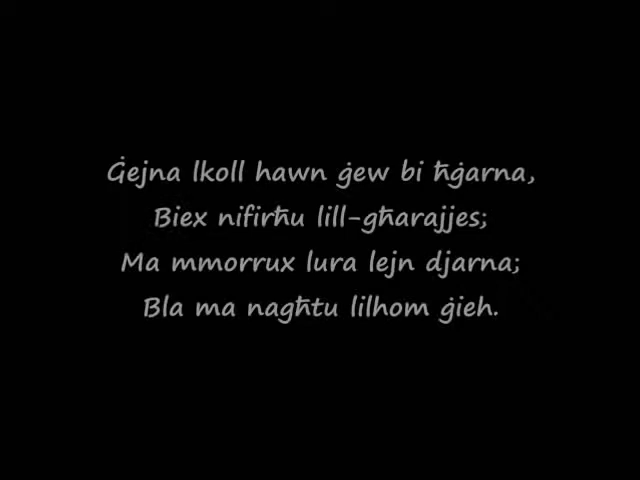 Ġejna lkoll hawn ġew bi ħġarna,
Biex nifirħu lill-għarajjes;
Ma mmorrux lura lejn djarna;
Bla ma nagħtu lilhom ġieh.